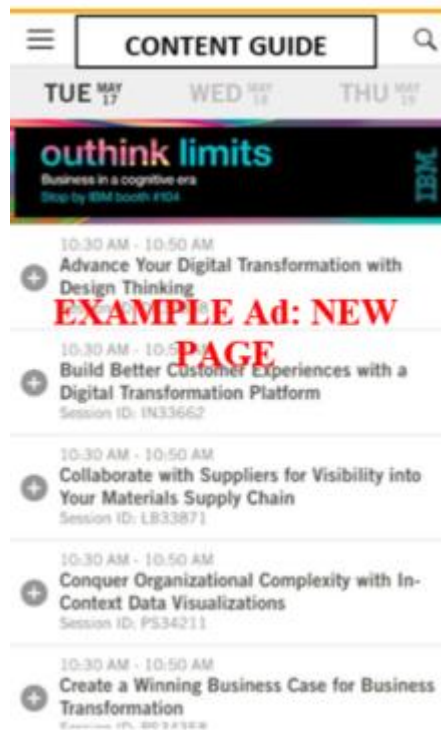 CONTENT GUIDE
TUE MAY 17
WED MAY 18
THU MAY 19
outthink limits
Business in a cognitive era
Stop by IBM booth #104
IBM
10:30 AM - 10:50 AM
Advance Your Digital Transformation with
Design Thinking
EXAMPLE Ad: NEW
PAGE
10:30 AM - 10:50 AM
Build Better Customer Experiences with a
Digital Transformation Platform
Session ID: IN33662
10:30 AM - 10:50 AM
Collaborate with Suppliers for Visibility into
Your Materials Supply Chain
Session ID: LB33871
10:30 AM - 10:50 AM
Conquer Organizational Complexity with In-
Context Data Visualizations
Session ID: PS34211
10:30 AM - 10:50 AM
Create a Winning Business Case for Business
Transformation